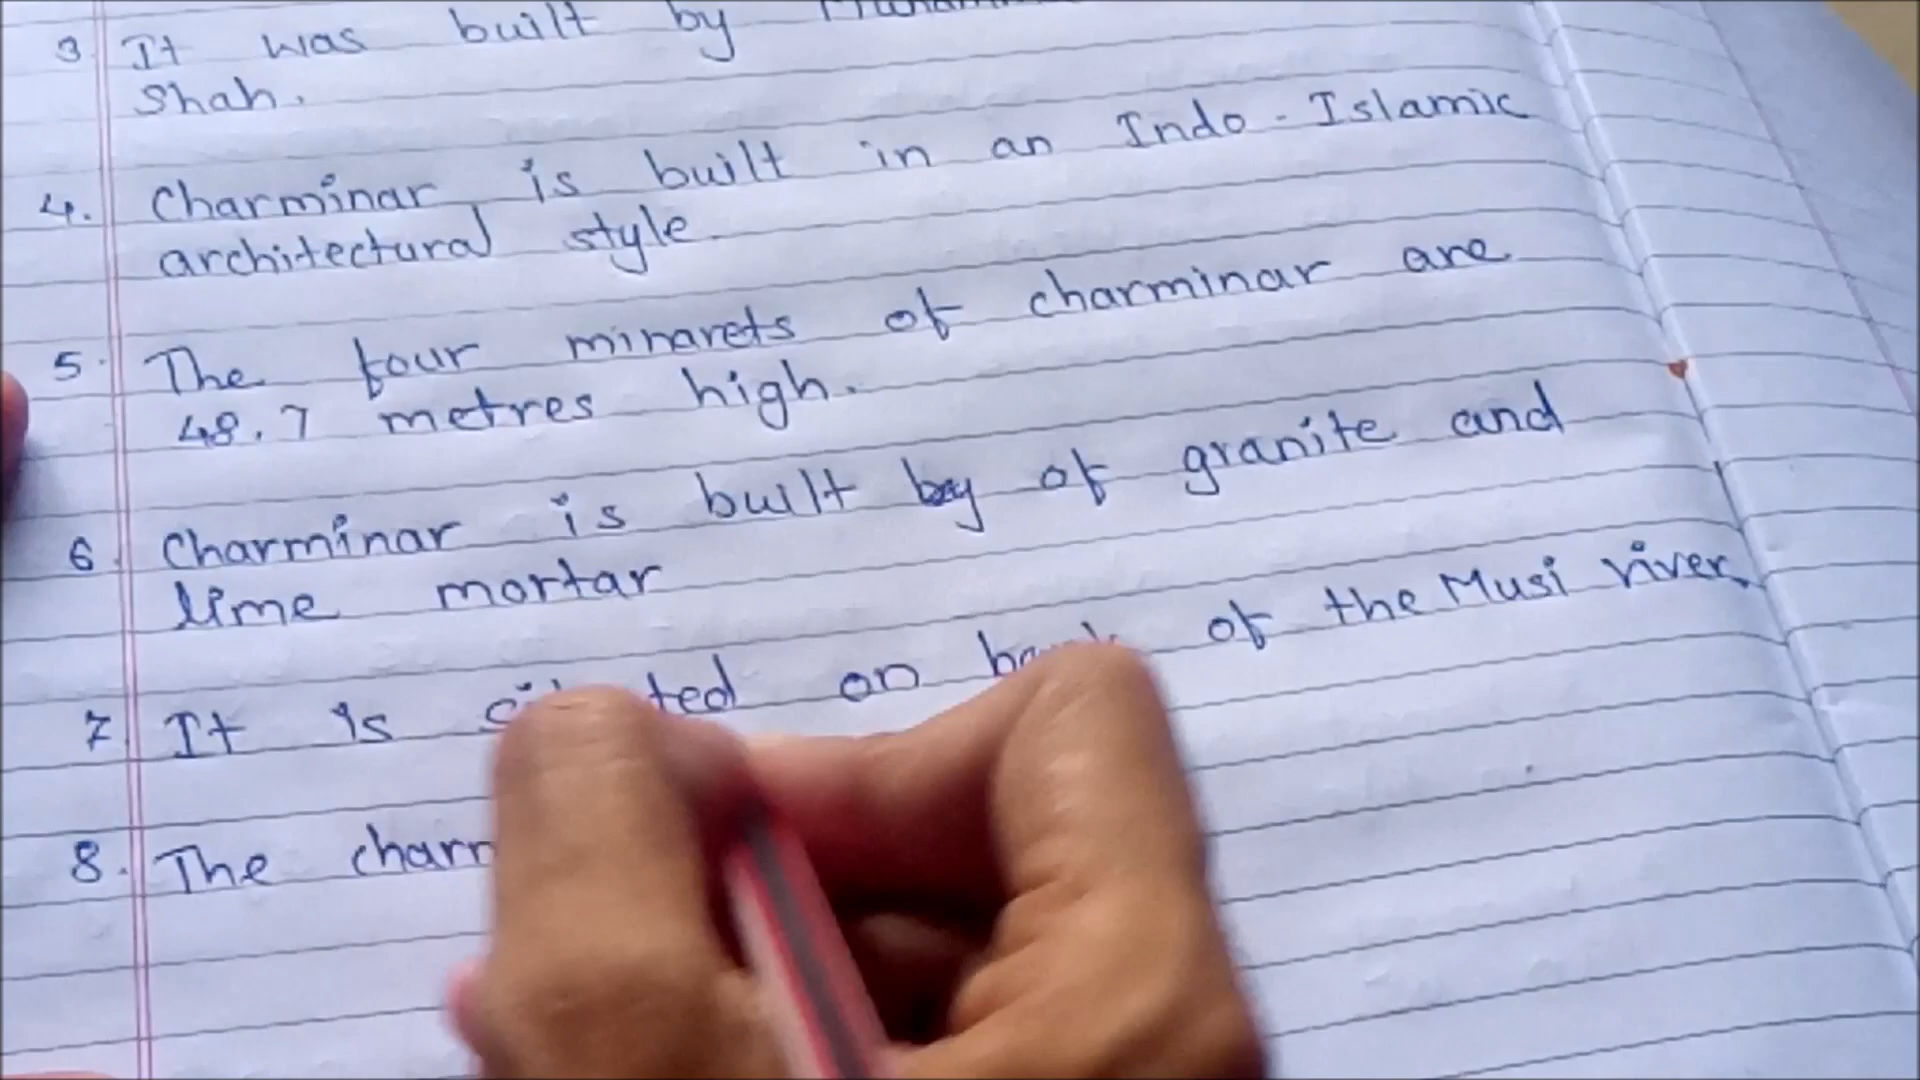 3. It was built by
Shah.
4. Charminar is built in an Indo-Islamic
architectural style.
5. The four minarets of charminar are
48.7 metres high.
6. Charminar is built by of granite and
lime mortar
7. It is on of the Musi river.
8. The